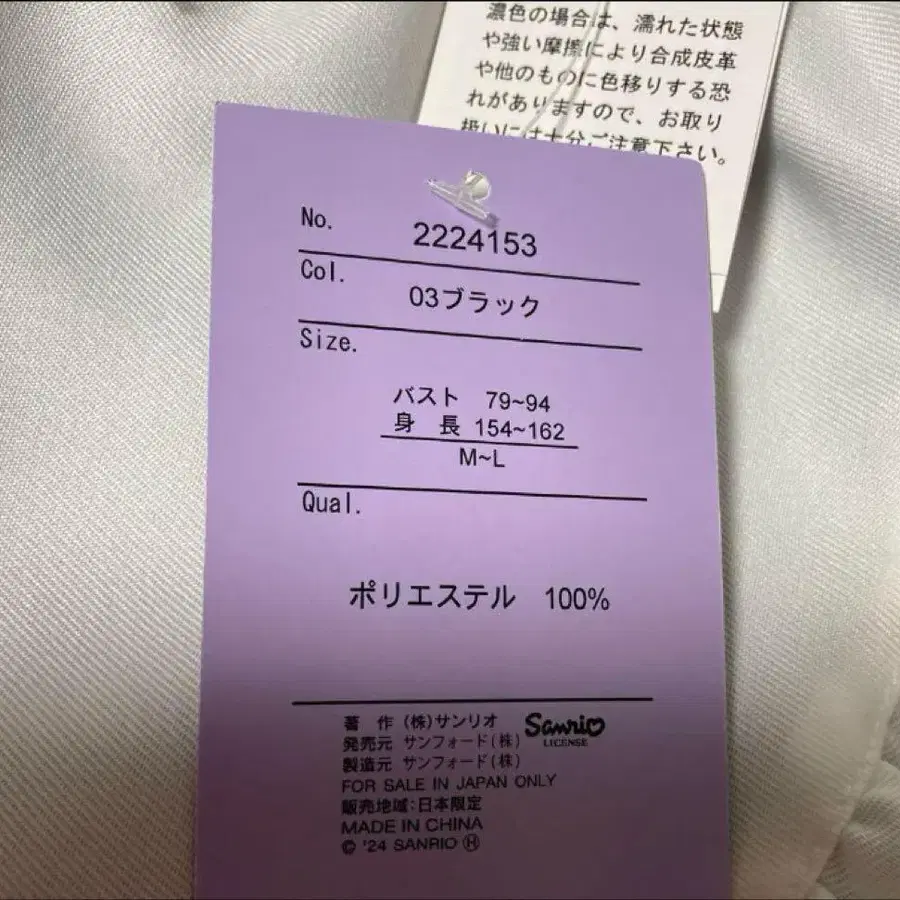 濃色の場合は、濡れた状態
や強い摩擦により合成皮革
や他のものに色移りする恐
れがありますので、お取り
扱いには十分ご注意下さい。
No. 2224153
Col. 03ブラック
Size.
バスト 79~94
身 長 154~162
M~L
Qual.
ポリエステル 100%
著 作 (株)サンリオ
発売元 サンフォード(株)
製造元 サンフォード(株)
Sanrio
LICENSE
FOR SALE IN JAPAN ONLY
販売地域:日本限定
MADE IN CHINA
© '24 SANRIO Ⓗ